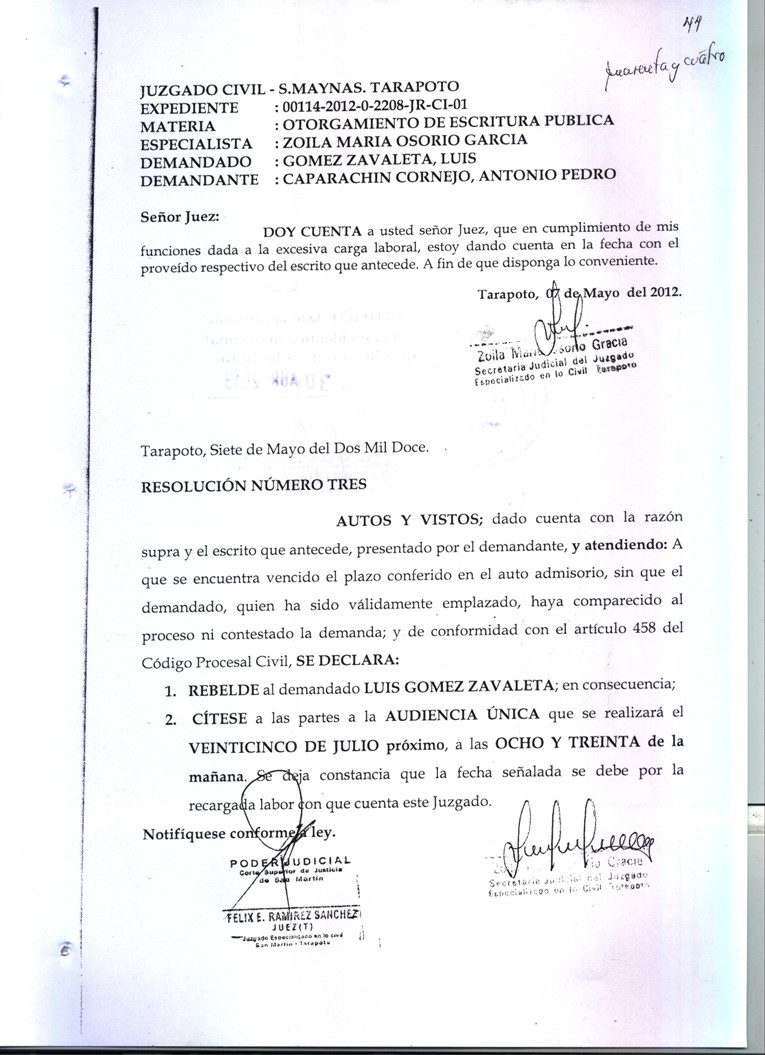 44
cuarenta y cuatro
JUZGADO CIVIL - S.MAYNAS. TARAPOTO
EXPEDIENTE : 00114-2012-0-2208-JR-CI-01
MATERIA : OTORGAMIENTO DE ESCRITURA PUBLICA
ESPECIALISTA : ZOILA MARIA OSORIO GARCIA
DEMANDADO : GOMEZ ZAVALETA, LUIS
DEMANDANTE : CAPARACHIN CORNEJO, ANTONIO PEDRO
Señor Juez:
DOY CUENTA a usted señor Juez, que en cumplimiento de mis
funciones dada a la excesiva carga laboral, estoy dando cuenta en la fecha con el
proveído respectivo del escrito que antecede. A fin de que disponga lo conveniente.
Tarapoto, 07 de Mayo del 2012.
Zoila María Osorio Gracia
Secretaria Judicial del Juzgado
Especializado en lo Civil Tarapoto
30 ABR 2013
Tarapoto, Siete de Mayo del Dos Mil Doce.
RESOLUCIÓN NÚMERO TRES
AUTOS Y VISTOS; dado cuenta con la razón
supra y el escrito que antecede, presentado por el demandante, y atendiendo: A
que se encuentra vencido el plazo conferido en el auto admisorio, sin que el
demandado, quien ha sido válidamente emplazado, haya comparecido al
proceso ni contestado la demanda; y de conformidad con el artículo 458 del
Código Procesal Civil, SE DECLARA:
1. REBELDE al demandado LUIS GOMEZ ZAVALETA; en consecuencia;
2. CÍTESE a las partes a la AUDIENCIA ÚNICA que se realizará el
VEINTICINCO DE JULIO próximo, a las OCHO Y TREINTA de la
mañana. Se deja constancia que la fecha señalada se debe por la
recargada labor con que cuenta este Juzgado.
Notifíquese conforme a ley.
PODER JUDICIAL
Corte Superior de Justicia
de San Martin
FELIX E. RAMIREZ SANCHEZ
JUEZ (T)
Juzgado Especializado en lo civil
San Martin - Tarapoto
Gracia
Secretaria Judicial del Juzgado
Especializado en lo Civil Tarapoto